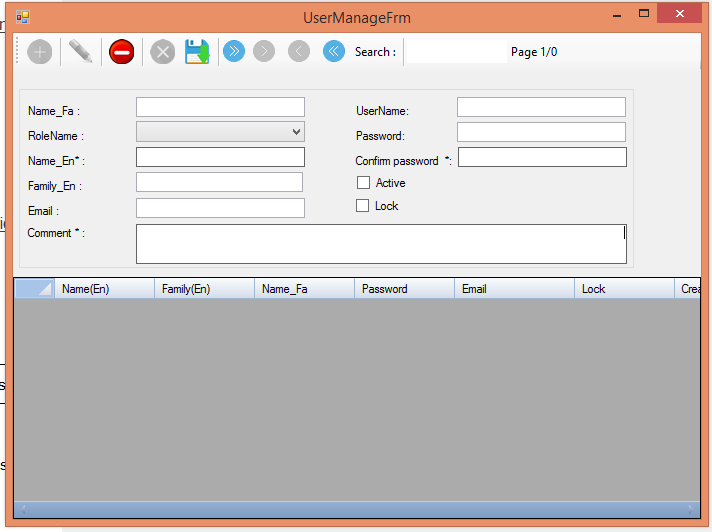 UserManageFrm
Search : Page 1/0
Name_Fa : UserName:
RoleName : Password:
Name_En* : Confirm password *:
Family_En : Active
Email : Lock
Comment * :
Name(En) Family(En) Name_Fa Password Email Lock Crea